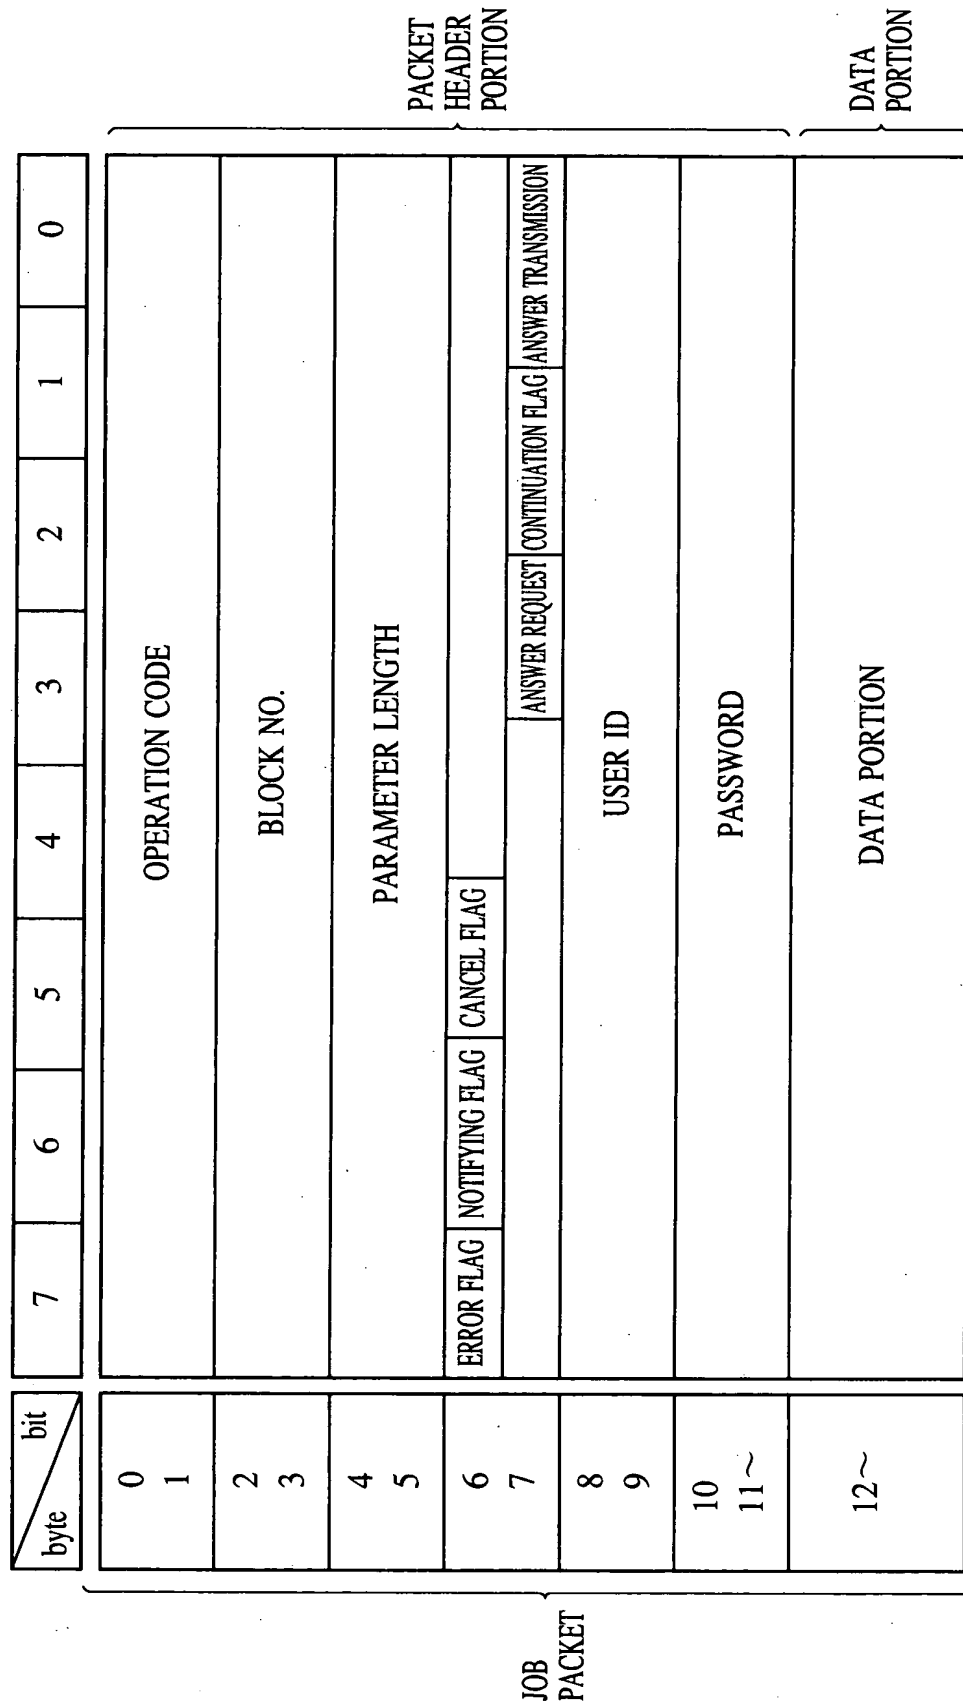 byte bit 7 6 5 4 3 2 1 0
JOB
PACKET
0
1
OPERATION CODE
2
3
BLOCK NO.
4
5
PARAMETER LENGTH
6
ERROR FLAG NOTIFYING FLAG CANCEL FLAG
7
ANSWER REQUEST CONTINUATION FLAG ANSWER TRANSMISSION
8
9
USER ID
10
11~
PASSWORD
PACKET
HEADER
PORTION
12~
DATA PORTION
DATA
PORTION